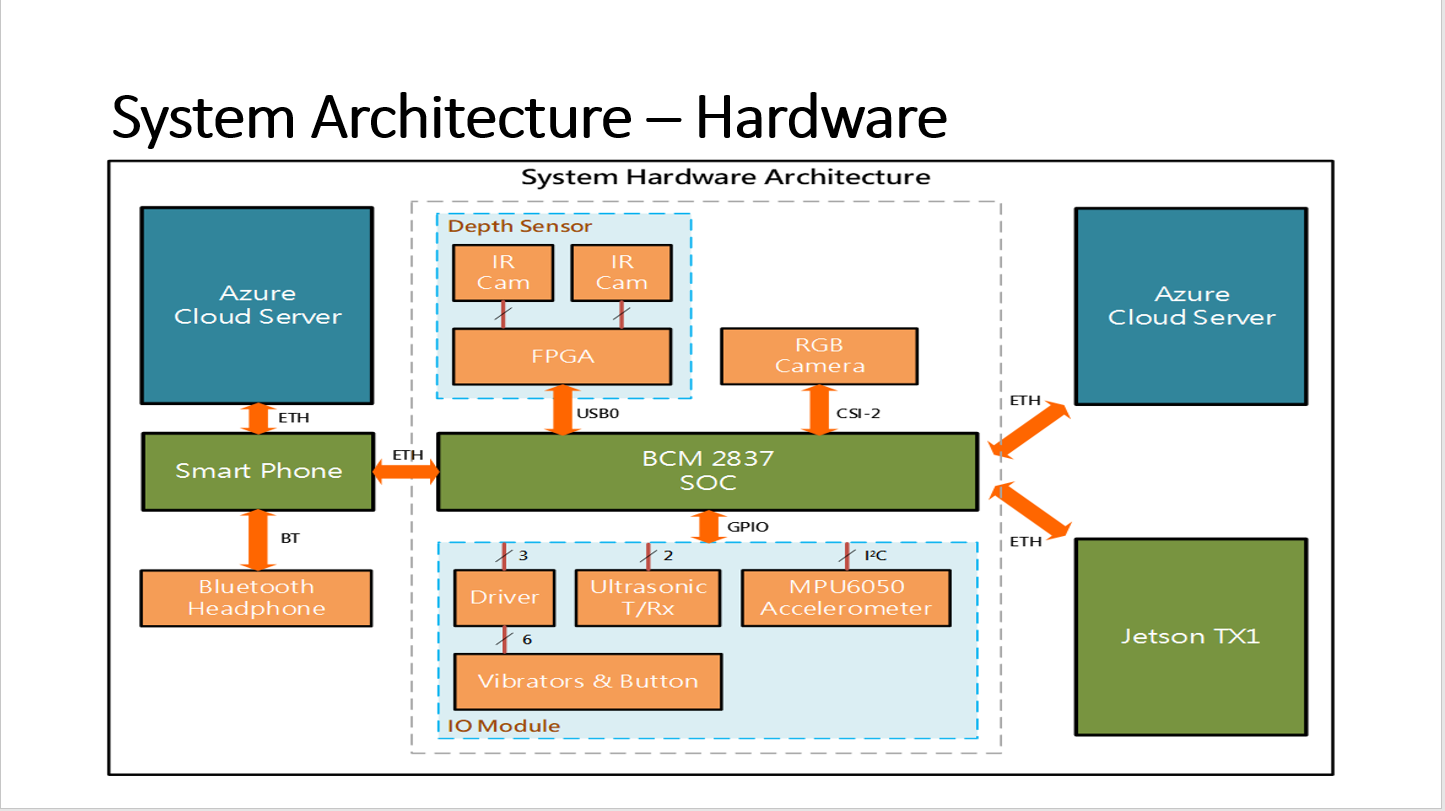 System Architecture – Hardware
System Hardware Architecture
Azure
Cloud Server
ETH
Smart Phone
BT
Bluetooth
Headphone
ETH
Depth Sensor
IR
Cam
IR
Cam
FPGA
USB0
RGB
Camera
CSI-2
BCM 2837
SOC
GPIO
3
2
I²C
Driver
Ultrasonic
T/Rx
MPU6050
Accelerometer
6
Vibrators & Button
IO Module
ETH
Azure
Cloud Server
ETH
Jetson TX1